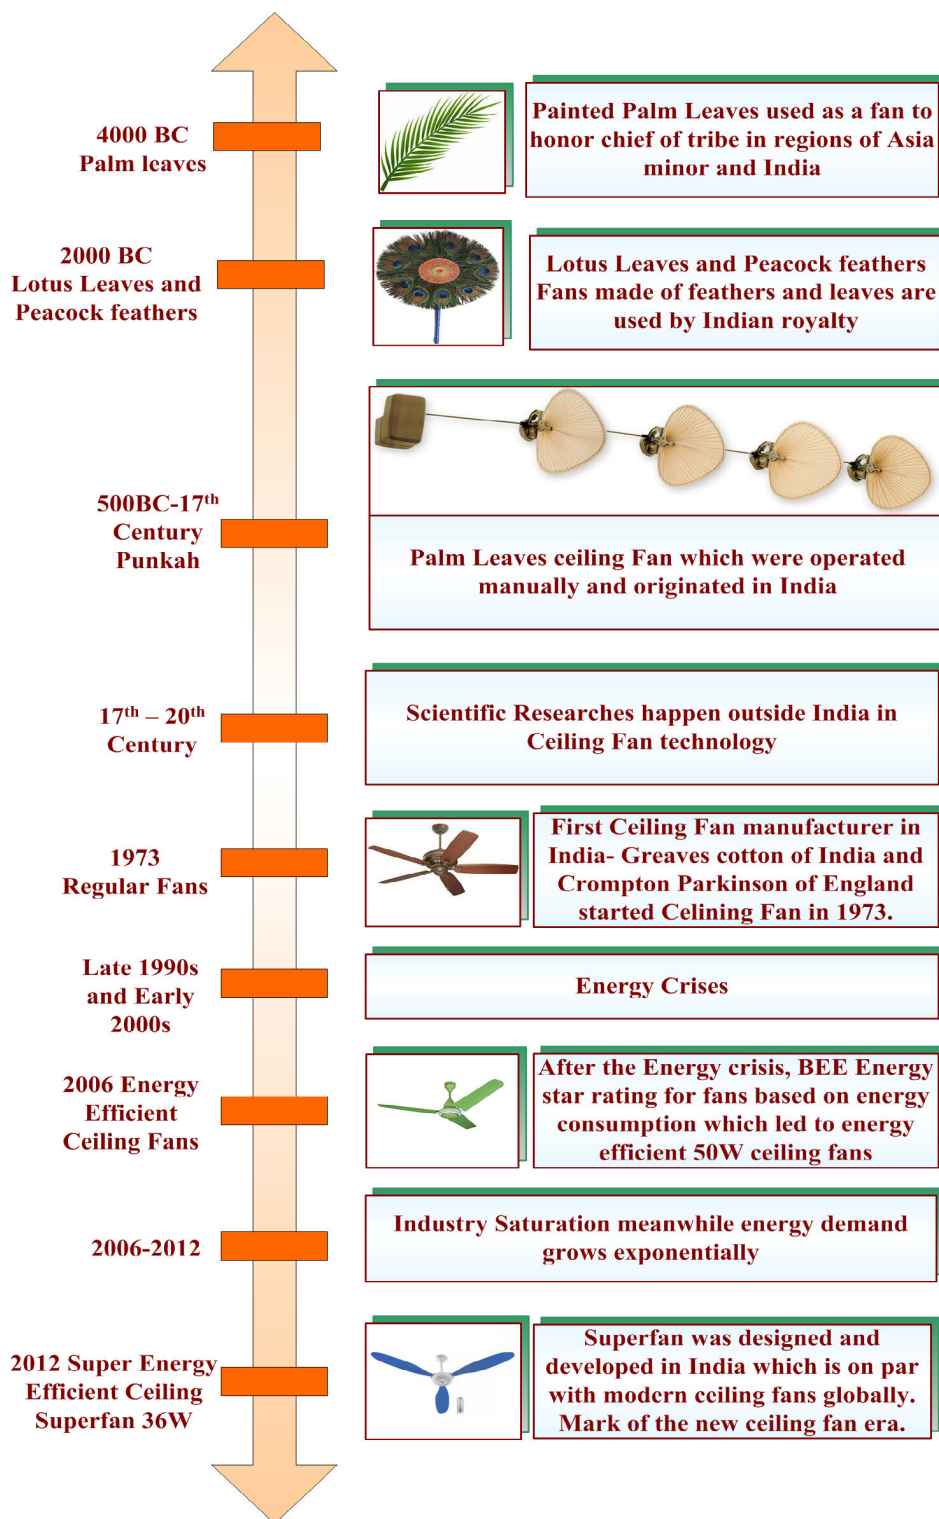 4000 BC
Palm leaves
Painted Palm Leaves used as a fan to
honor chief of tribe in regions of Asia
minor and India
2000 BC
Lotus Leaves and
Peacock feathers
Lotus Leaves and Peacock feathers
Fans made of feathers and leaves are
used by Indian royalty
500BC-17th
Century
Punkah
Palm Leaves ceiling Fan which were operated
manually and originated in India
17th – 20th
Century
Scientific Researches happen outside India in
Ceiling Fan technology
1973
Regular Fans
First Ceiling Fan manufacturer in
India- Greaves cotton of India and
Crompton Parkinson of England
started Celining Fan in 1973.
Late 1990s
and Early
2000s
Energy Crises
2006 Energy
Efficient
Ceiling Fans
After the Energy crisis, BEE Energy
star rating for fans based on energy
consumption which led to energy
efficient 50W ceiling fans
2006-2012
Industry Saturation meanwhile energy demand
grows exponentially
2012 Super Energy
Efficient Ceiling
Superfan 36W
Superfan was designed and
developed in India which is on par
with modern ceiling fans globally.
Mark of the new ceiling fan era.